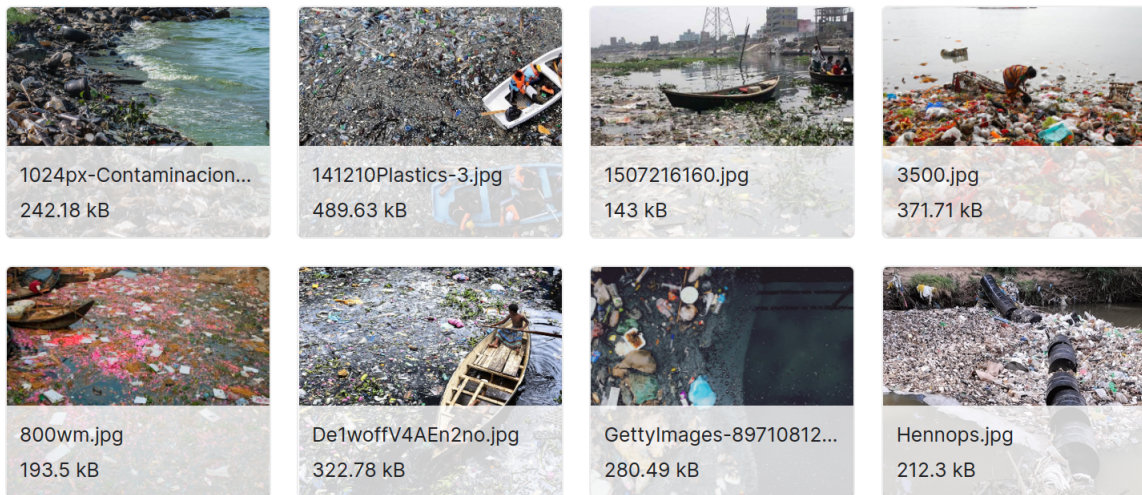 1024px-Contaminacion...
242.18 kB
141210Plastics-3.jpg
489.63 kB
1507216160.jpg
143 kB
3500.jpg
371.71 kB
800wm.jpg
193.5 kB
De1woffV4AEn2no.jpg
322.78 kB
GettyImages-89710812...
280.49 kB
Hennops.jpg
212.3 kB